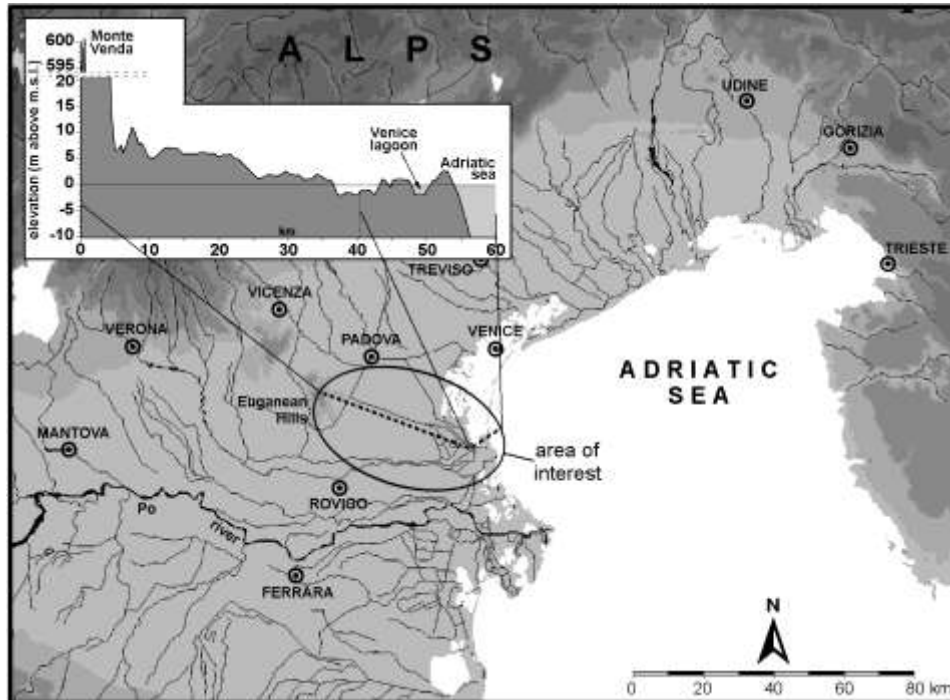 ALPS
600
595
Monte
Venda
20
15
10
5
0
-5
-10
elevation (m above m.s.l.)
Venice
lagoon
Adriatic
sea
0
10
20
30
40
50
60
km
UDINE
GORIZIA
TRIESTE
TREVISO
VICENZA
VERONA
PADOVA
VENICE
ADRIATIC
SEA
Euganean
Hills
MANTOVA
area of
interest
ROVIGO
Po
river
FERRARA
N
0 20 40 60 80 km